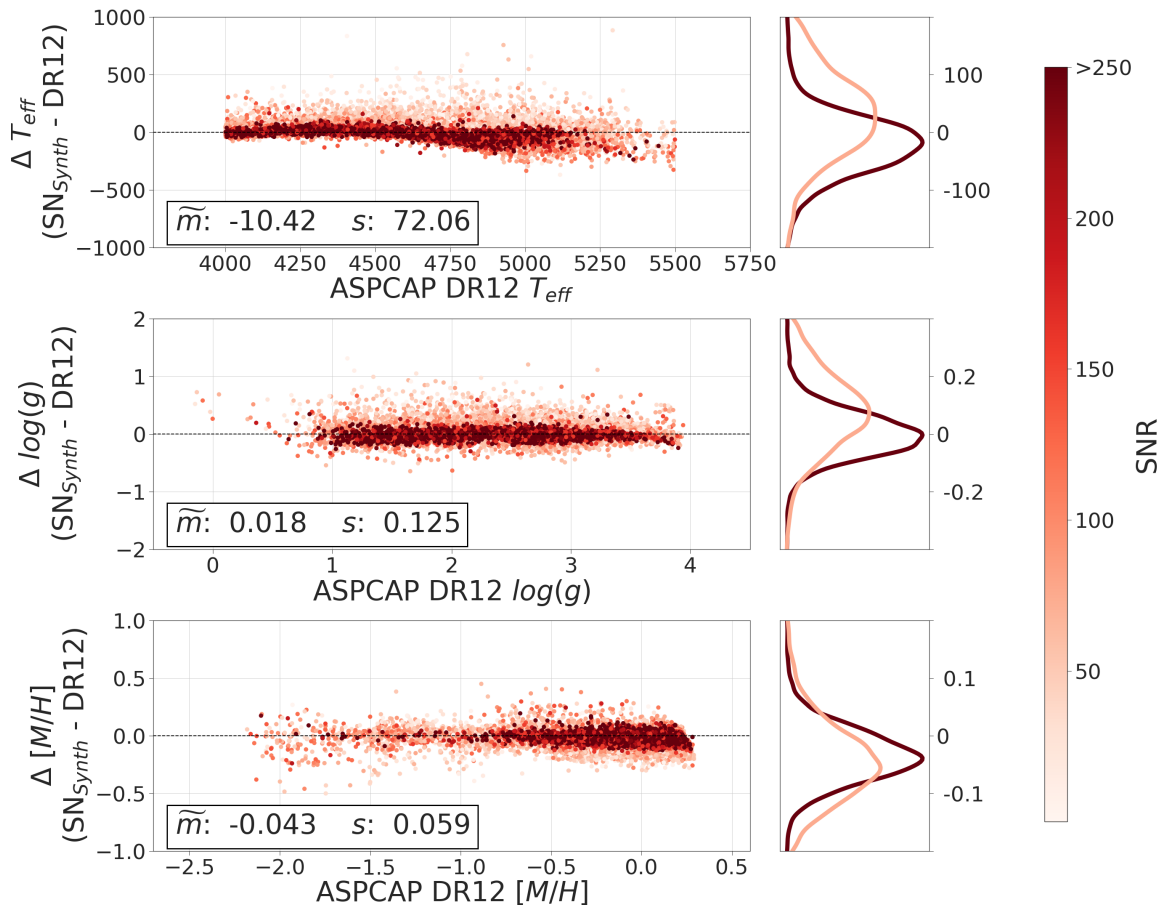 1000
500
0
−500
−1000
Δ T_eff
(SN_Synth - DR12)
m̃: -10.42 s: 72.06
4000 4250 4500 4750 5000 5250 5500 5750
ASPCAP DR12 T_eff
100
0
-100
2
1
0
−1
−2
Δ log(g)
(SN_Synth - DR12)
m̃: 0.018 s: 0.125
0 1 2 3 4
ASPCAP DR12 log(g)
0.2
0
-0.2
1.0
0.5
0.0
−0.5
−1.0
Δ [M/H]
(SN_Synth - DR12)
m̃: -0.043 s: 0.059
−2.5 −2.0 −1.5 −1.0 −0.5 0.0 0.5
ASPCAP DR12 [M/H]
0.1
0
-0.1
>250
200
150
100
50
SNR